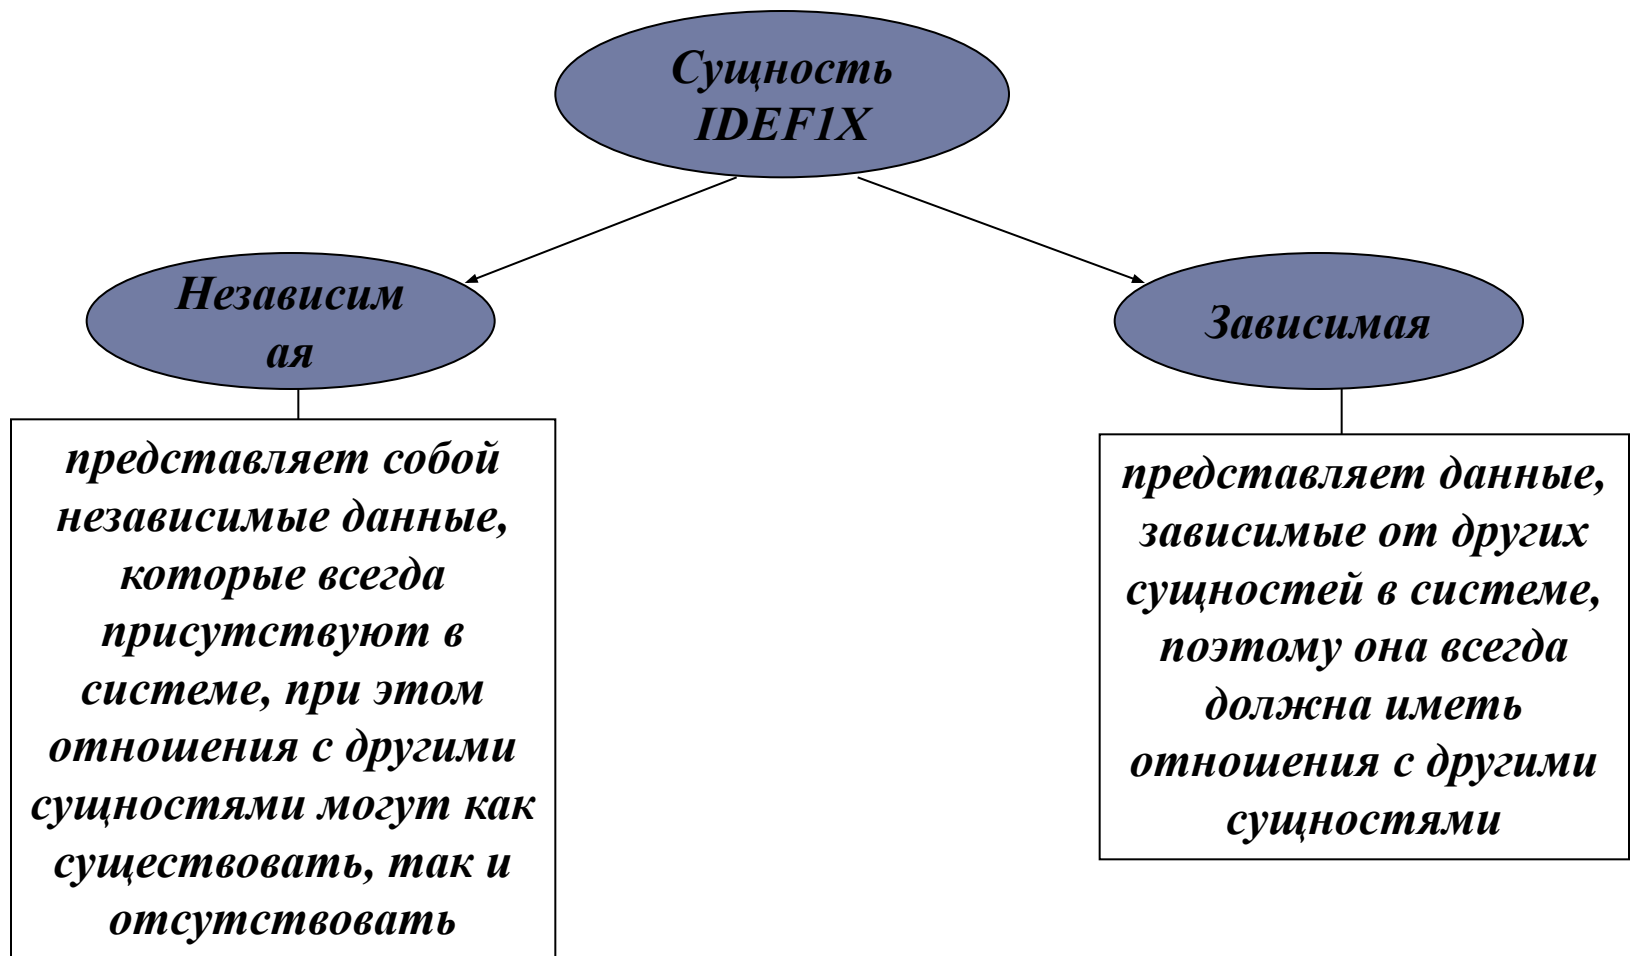 Сущность
IDEF1X
Независим
ая
Зависимая
представляет собой
независимые данные,
которые всегда
присутствуют в
системе, при этом
отношения с другими
сущностями могут как
существовать, так и
отсутствовать
представляет данные,
зависимые от других
сущностей в системе,
поэтому она всегда
должна иметь
отношения с другими
сущностями